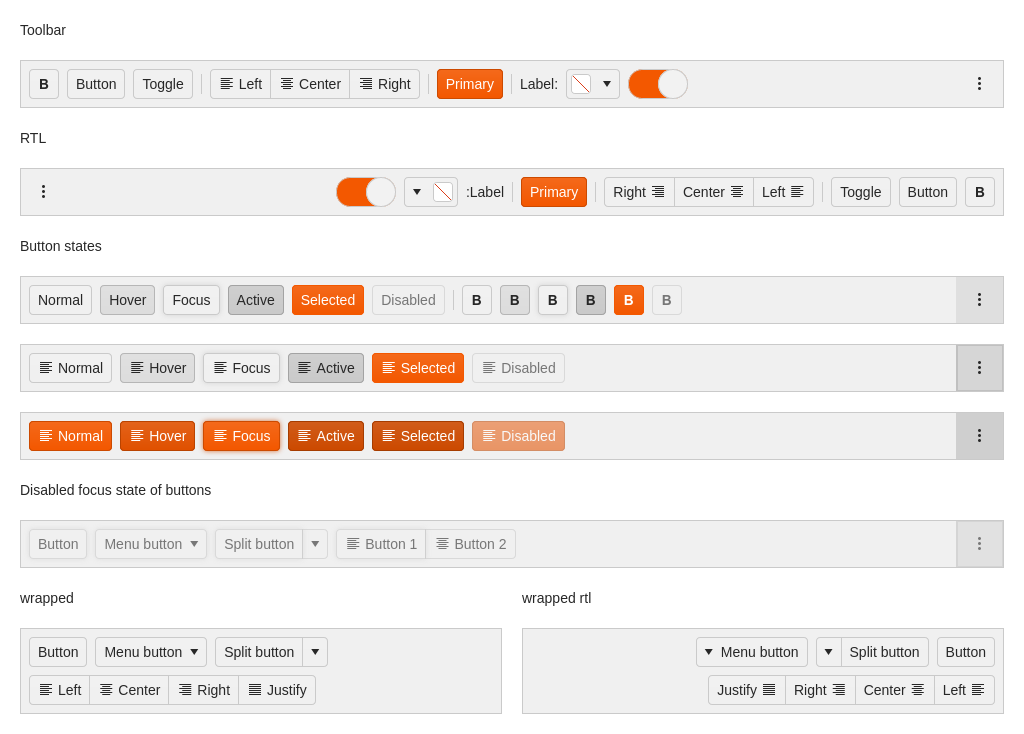 Toolbar
B Button Toggle Left Center Right Primary Label:
RTL
:Label Primary Right Center Left Toggle Button B
Button states
Normal Hover Focus Active Selected Disabled B B B B B B
Normal Hover Focus Active Selected Disabled
Normal Hover Focus Active Selected Disabled
Disabled focus state of buttons
Button Menu button Split button Button 1 Button 2
wrapped wrapped rtl
Button Menu button Split button Menu button Split button Button
Left Center Right Justify Justify Right Center Left